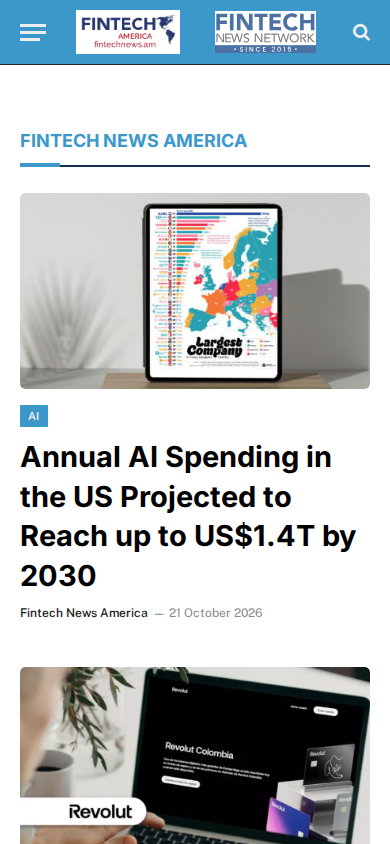 FINTECH
AMERICA
fintechnews.am
FINTECH
NEWS NETWORK
• SINCE 2015 •
FINTECH NEWS AMERICA
Largest
Company
AI
Annual AI Spending in
the US Projected to
Reach up to US$1.4T by
2030
Fintech News America — 21 October 2026
Revolut
Revolut Colombia
Revolut